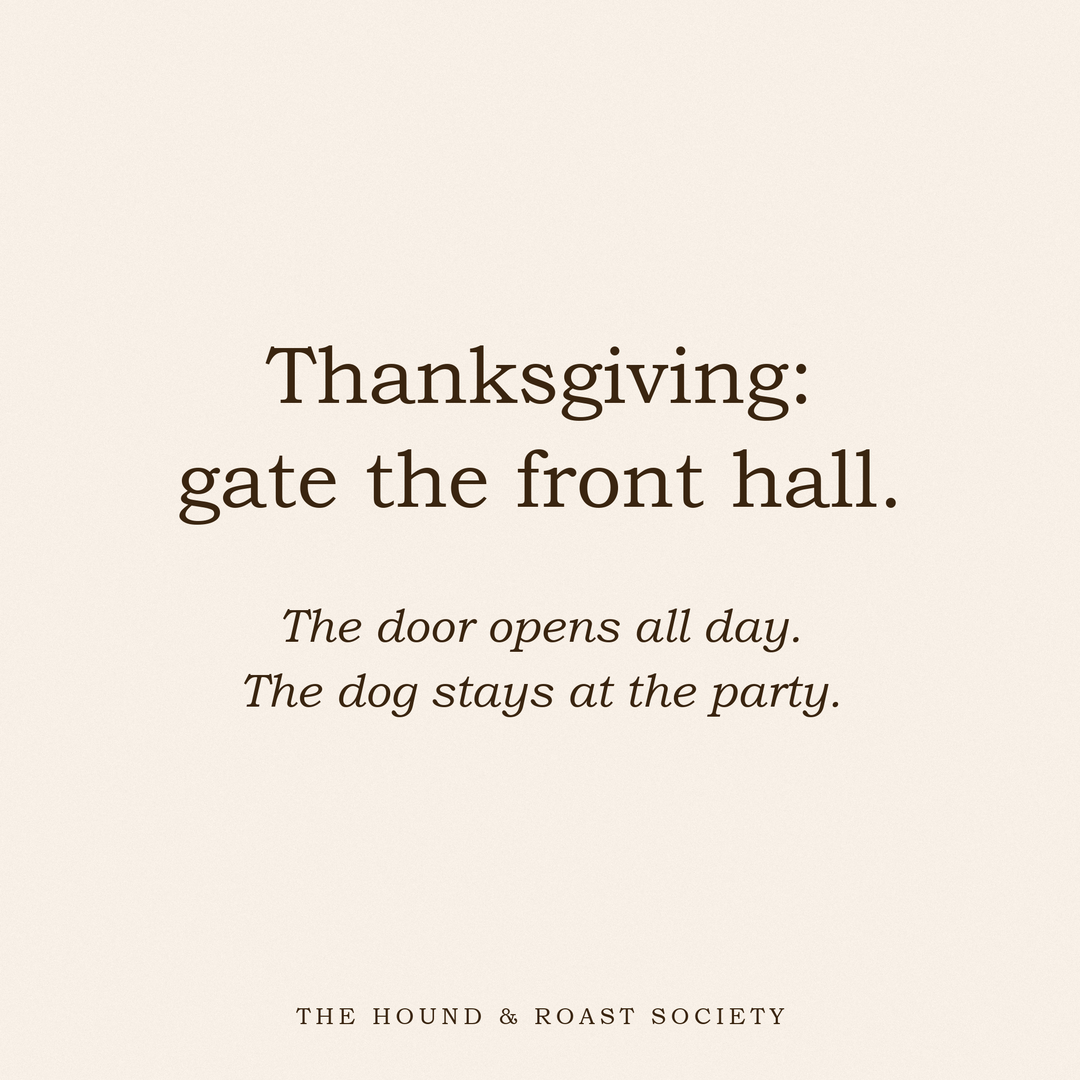 Thanksgiving:
gate the front hall.
The door opens all day.
The dog stays at the party.
THE HOUND & ROAST SOCIETY